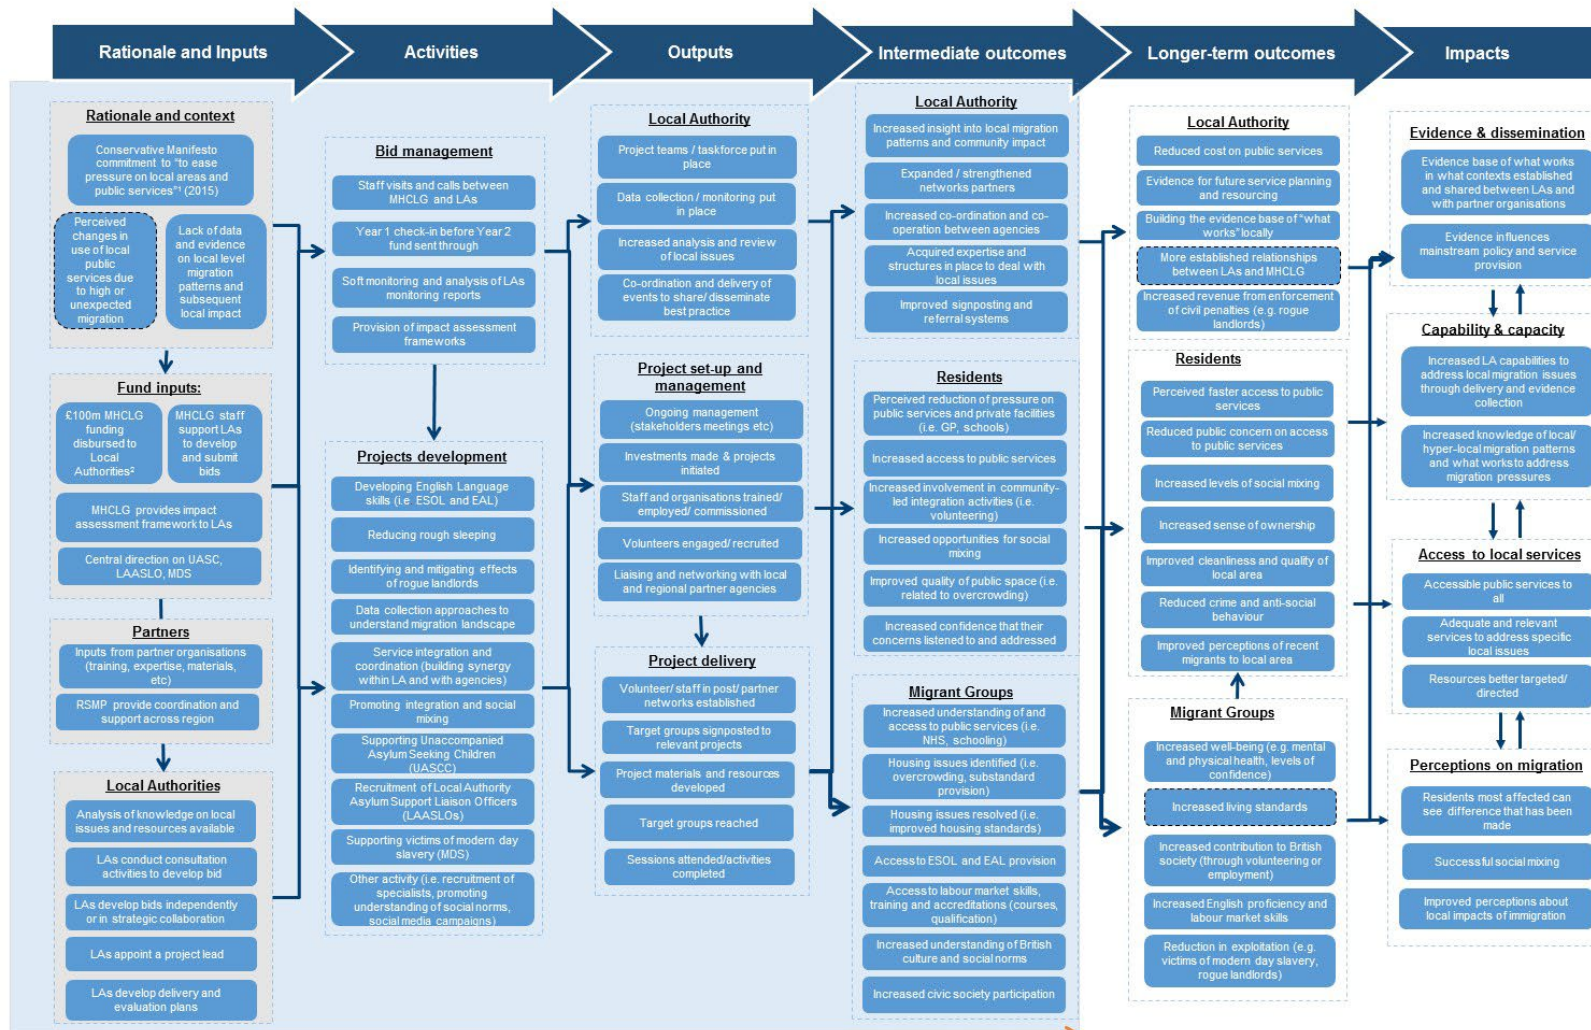 Rationale and Inputs
Activities
Outputs
Intermediate outcomes
Longer-term outcomes
Impacts
Rationale and context
Conservative Manifesto
commitment to "to ease
pressure on local areas and
public services"¹ (2015)
Perceived
changes in
use of local
public
services due
to high or
unexpected
migration
Lack of data
and evidence
on local level
migration
patterns and
subsequent
local impact
Fund inputs:
£100m MHCLG
funding
disbursed to
Local
Authorities²
MHCLG staff
support LAs
to develop
and submit
bids
MHCLG provides impact
assessment framework to LAs
Central direction on UASC,
LAASLO, MDS
Partners
Inputs from partner organisations
(training, expertise, materials,
etc)
RSMP provide coordination and
support across region
Local Authorities
Analysis of knowledge on local
issues and resources available
LAs conduct consultation
activities to develop bid
LAs develop bids independently
or in strategic collaboration
LAs appoint a project lead
LAs develop delivery and
evaluation plans
Bid management
Staff visits and calls between
MHCLG and LAs
Year 1 check-in before Year 2
fund sent through
Soft monitoring and analysis of LAs
monitoring reports
Provision of impact assessment
frameworks
Projects development
Developing English Language
skills (i.e ESOL and EAL)
Reducing rough sleeping
Identifying and mitigating effects
of rogue landlords
Data collection approaches to
understand migration landscape
Service integration and
coordination (building synergy
within LA and with agencies)
Promoting integration and social
mixing
Supporting Unaccompanied
Asylum Seeking Children
(UASCC)
Recruitment of Local Authority
Asylum Support Liaison Officers
(LAASLOs)
Supporting victims of modern day
slavery (MDS)
Other activity (i.e. recruitment of
specialists, promoting
understanding of social norms,
social media campaigns)
Local Authority
Project teams / taskforce put in
place
Data collection / monitoring put
in place
Increased analysis and review
of local issues
Co-ordination and delivery of
events to share/ disseminate
best practice
Project set-up and
management
Ongoing management
(stakeholders meetings etc)
Investments made & projects
initiated
Staff and organisations trained/
employed/ commissioned
Volunteers engaged/ recruited
Liaising and networking with local
and regional partner agencies
Project delivery
Volunteer/ staff in post/ partner
networks established
Target groups signposted to
relevant projects
Project materials and resources
developed
Target groups reached
Sessions attended/activities
completed
Local Authority
Increased insight into local migration
patterns and community impact
Expanded / strengthened
networks partners
Increased co-ordination and co-
operation between agencies
Acquired expertise and
structures in place to deal with
local issues
Improved signposting and
referral systems
Residents
Perceived reduction of pressure on
public services and private facilities
(i.e. GP, schools)
Increased access to public services
Increased involvement in community-
led integration activities (i.e.
volunteering)
Increased opportunities for social
mixing
Improved quality of public space (i.e.
related to overcrowding)
Increased confidence that their
concerns listened to and addressed
Migrant Groups
Increased understanding of and
access to public services (i.e.
NHS, schooling)
Housing issues identified (i.e.
overcrowding, substandard
provision)
Housing issues resolved (i.e.
improved housing standards)
Access to ESOL and EAL provision
Access to labour market skills,
training and accreditations (courses,
qualification)
Increased understanding of British
culture and social norms
Increased civic society participation
Local Authority
Reduced cost on public services
Evidence for future service planning
and resourcing
Building the evidence base of "what
works" locally
More established relationships
between LAs and MHCLG
Increased revenue from enforcement
of civil penalties (e.g. rogue
landlords)
Residents
Perceived faster access to public
services
Reduced public concern on access
to public services
Increased levels of social mixing
Increased sense of ownership
Improved cleanliness and quality of
local area
Reduced crime and anti-social
behaviour
Improved perceptions of recent
migrants to local area
Migrant Groups
Increased well-being (e.g. mental
and physical health, levels of
confidence)
Increased living standards
Increased contribution to British
society (through volunteering or
employment)
Increased English proficiency and
labour market skills
Reduction in exploitation (e.g.
victims of modern day slavery,
rogue landlords)
Evidence & dissemination
Evidence base of what works
in what contexts established
and shared between LAs and
with partner organisations
Evidence influences
mainstream policy and service
provision
Capability & capacity
Increased LA capabilities to
address local migration issues
through delivery and evidence
collection
Increased knowledge of local/
hyper-local migration patterns
and what works to address
migration pressures
Access to local services
Accessible public services to
all
Adequate and relevant
services to address specific
local issues
Resources better targeted/
directed
Perceptions on migration
Residents most affected can
see difference that has been
made
Successful social mixing
Improved perceptions about
local impacts of immigration